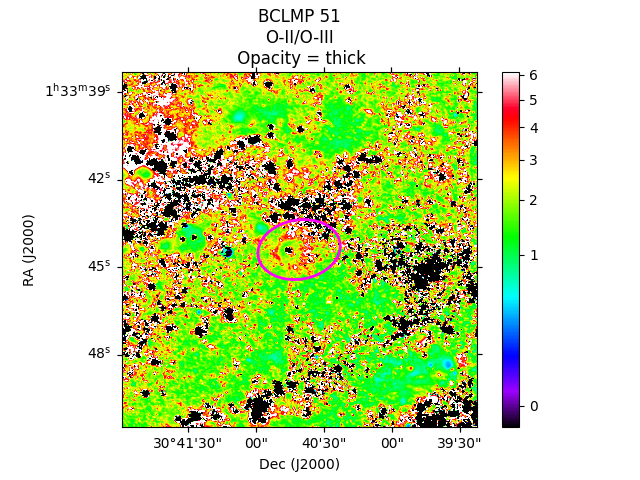 BCLMP 51
O-II/O-III
Opacity = thick
1ʰ33ᵐ39ˢ
42ˢ
45ˢ
48ˢ
RA (J2000)
30°41'30" 00" 40'30" 00" 39'30"
Dec (J2000)
6
5
4
3
2
1
0